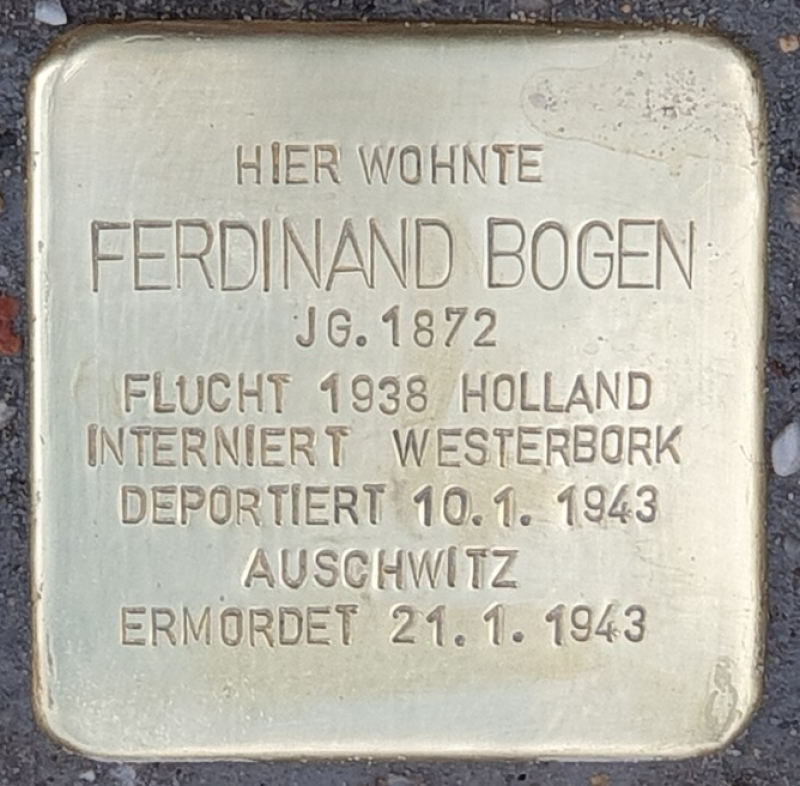 HIER WOHNTE
FERDINAND BOGEN
JG. 1872
FLUCHT 1938 HOLLAND
INTERNIERT WESTERBORK
DEPORTIERT 10. 1. 1943
AUSCHWITZ
ERMORDET 21. 1. 1943